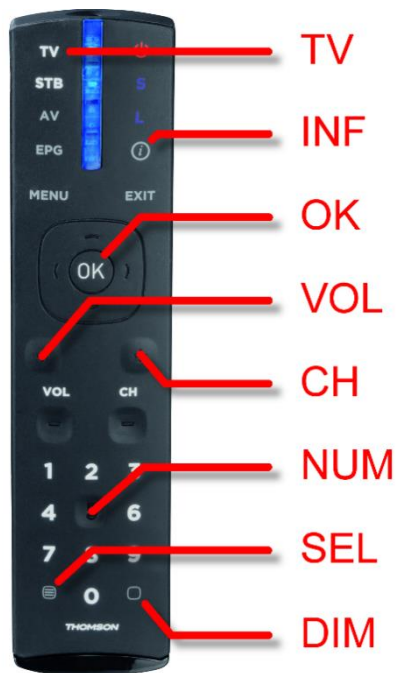 TV
TV
STB
S
AV
L
INF
EPG
i
MENU
EXIT
OK
OK
VOL
VOL
CH
CH
1 2 3
NUM
4 6
7 8 9
SEL
0
THOMSON
DIM